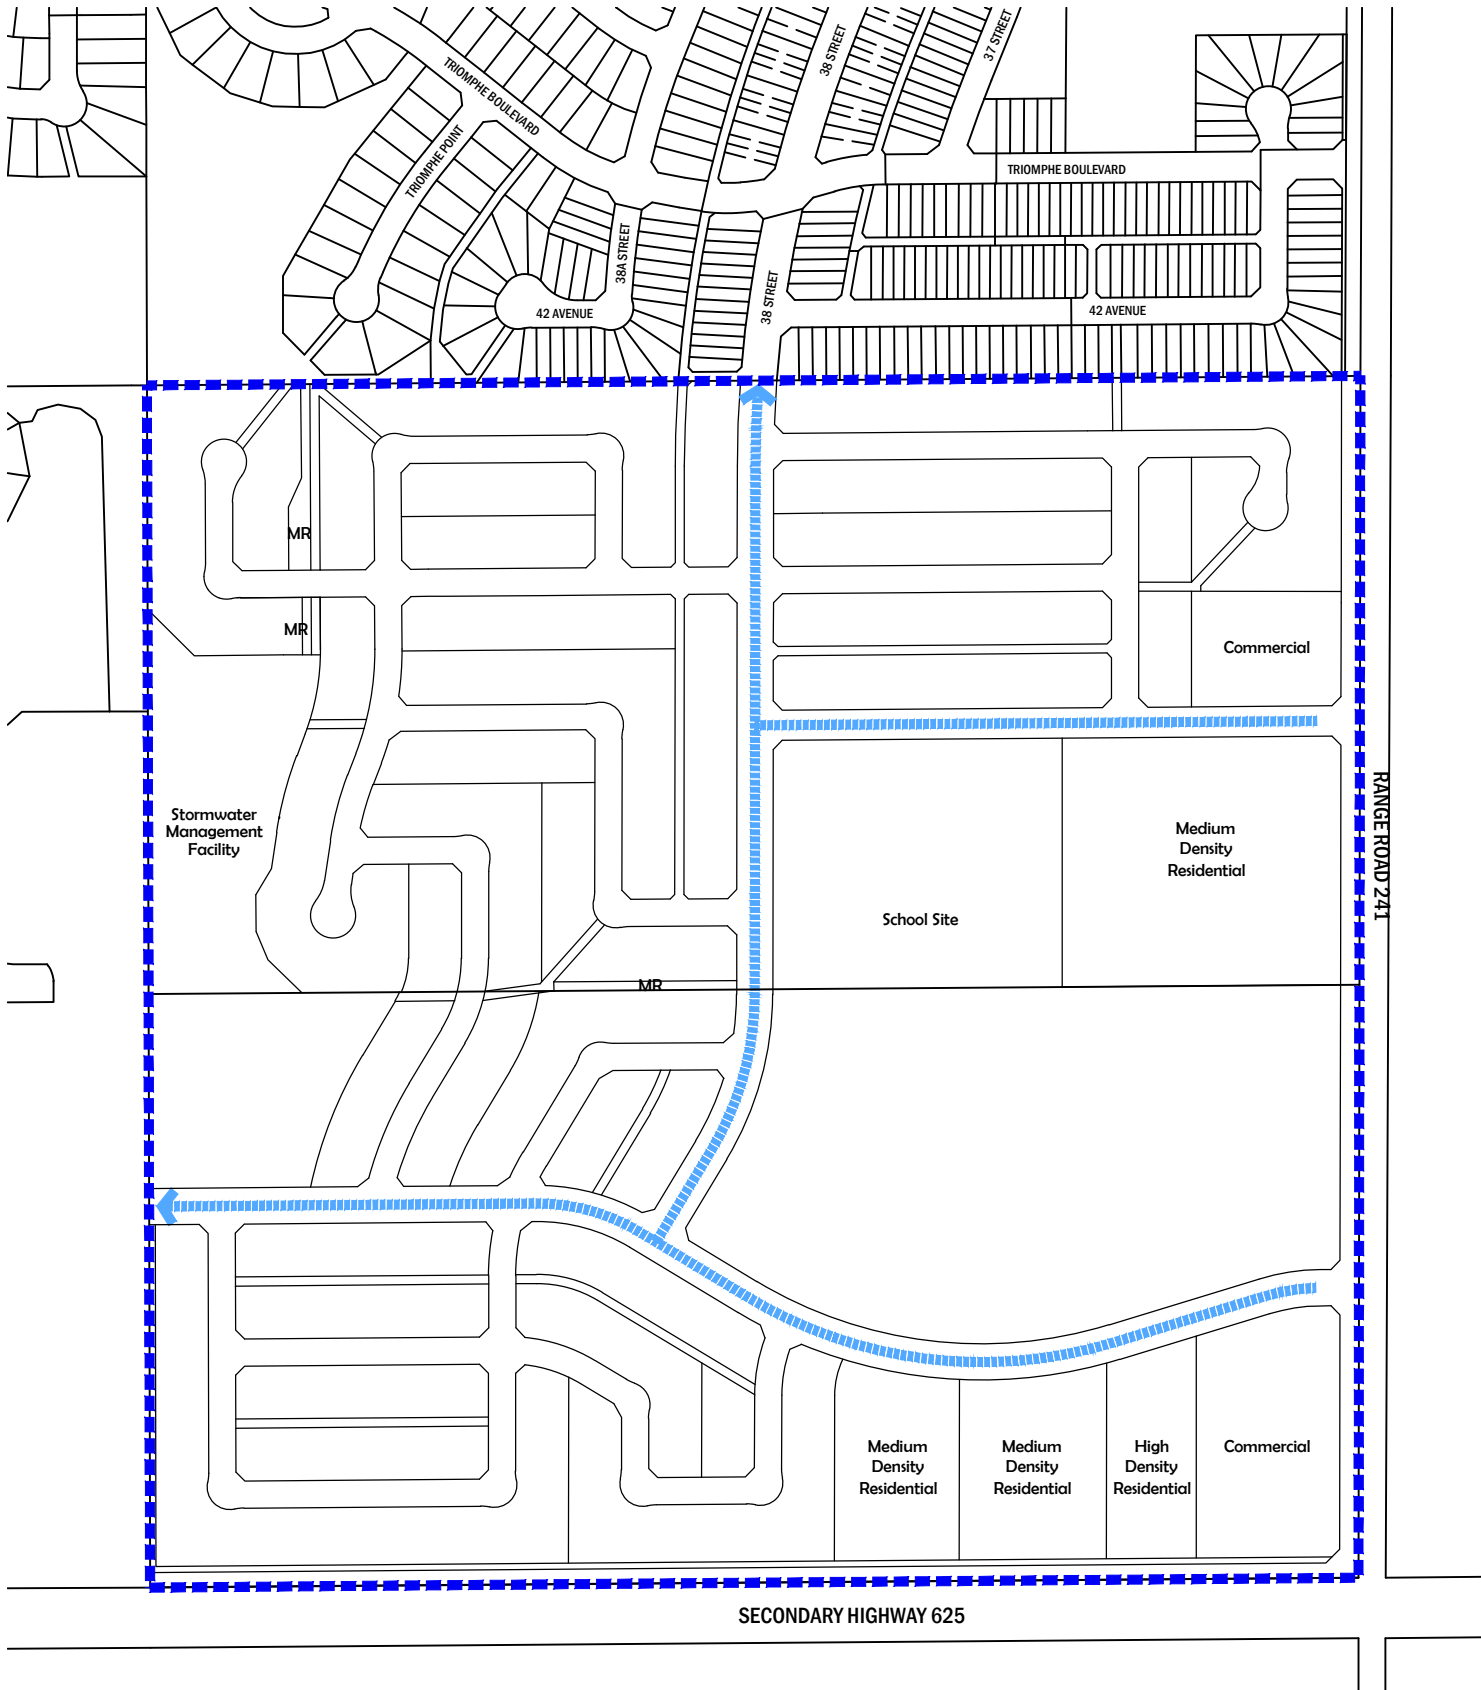 37 STREET
38 STREET
TRIOMPHE BOULEVARD
TRIOMPHE POINT
TRIOMPHE BOULEVARD
38A STREET
38 STREET
42 AVENUE
42 AVENUE
MR
MR
Commercial
Stormwater
Management
Facility
Medium
Density
Residential
RANGE ROAD 241
School Site
MR
Medium
Density
Residential
Medium
Density
Residential
High
Density
Residential
Commercial
SECONDARY HIGHWAY 625